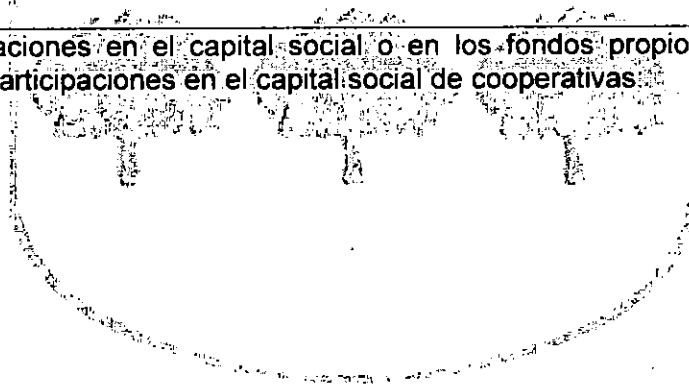 aciones en el capital social o en los fondos propio
articipaciones en el capital social de cooperativas.